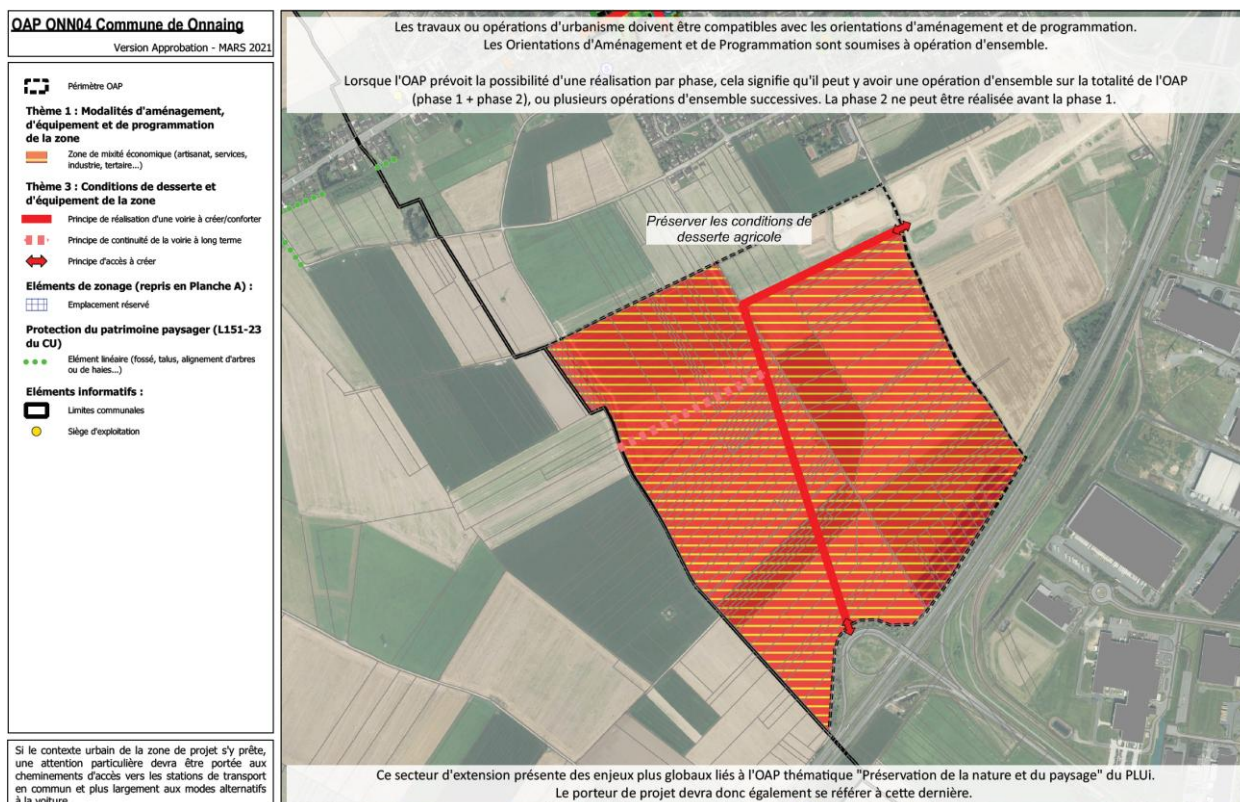 OAP ONN04 Commune de Onnaing
Version Approbation - MARS 2021
Périmètre OAP
Thème 1 : Modalités d'aménagement,
d'équipement et de programmation
de la zone
Zone de mixité économique (artisanat, services,
industrie, tertaire...)
Thème 3 : Conditions de desserte et
d'équipement de la zone
Principe de réalisation d'une voirie à créer/conforter
Principe de continuité de la voirie à long terme
Principe d'accès à créer
Eléments de zonage (repris en Planche A) :
Emplacement réservé
Protection du patrimoine paysager (L151-23
du CU)
Elément linéaire (fossé, talus, alignement d'arbres
ou de haies...)
Eléments informatifs :
Limites communales
Siège d'exploitation
Si le contexte urbain de la zone de projet s'y prête,
une attention particulière devra être portée aux
cheminements d'accès vers les stations de transport
en commun et plus largement aux modes alternatifs
à la voiture
Les travaux ou opérations d'urbanisme doivent être compatibles avec les orientations d'aménagement et de programmation.
Les Orientations d'Aménagement et de Programmation sont soumises à opération d'ensemble.
Lorsque l'OAP prévoit la possibilité d'une réalisation par phase, cela signifie qu'il peut y avoir une opération d'ensemble sur la totalité de l'OAP
(phase 1 + phase 2), ou plusieurs opérations d'ensemble successives. La phase 2 ne peut être réalisée avant la phase 1.
Préserver les conditions de
desserte agricole
Ce secteur d'extension présente des enjeux plus globaux liés à l'OAP thématique "Préservation de la nature et du paysage" du PLUi.
Le porteur de projet devra donc également se référer à cette dernière.